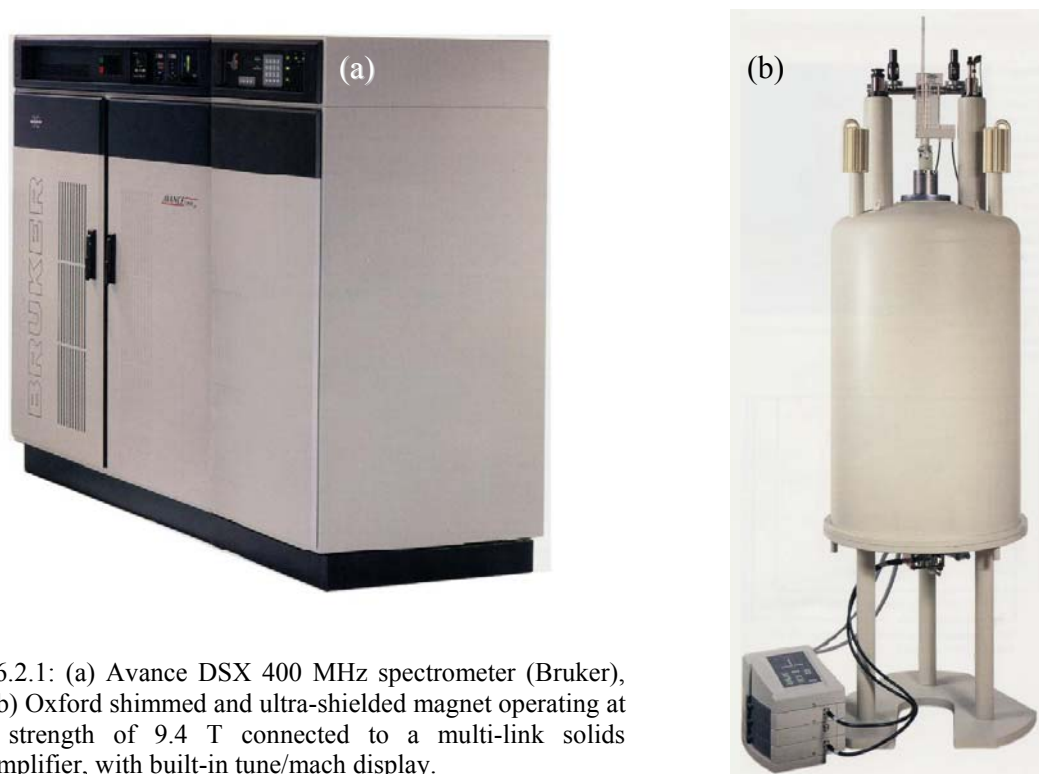 (a)
(b)
BRUKER
AVANCE
6.2.1: (a) Avance DSX 400 MHz spectrometer (Bruker),
b) Oxford shimmed and ultra-shielded magnet operating at
strength of 9.4 T connected to a multi-link solids
mplifier, with built-in tune/mach display.